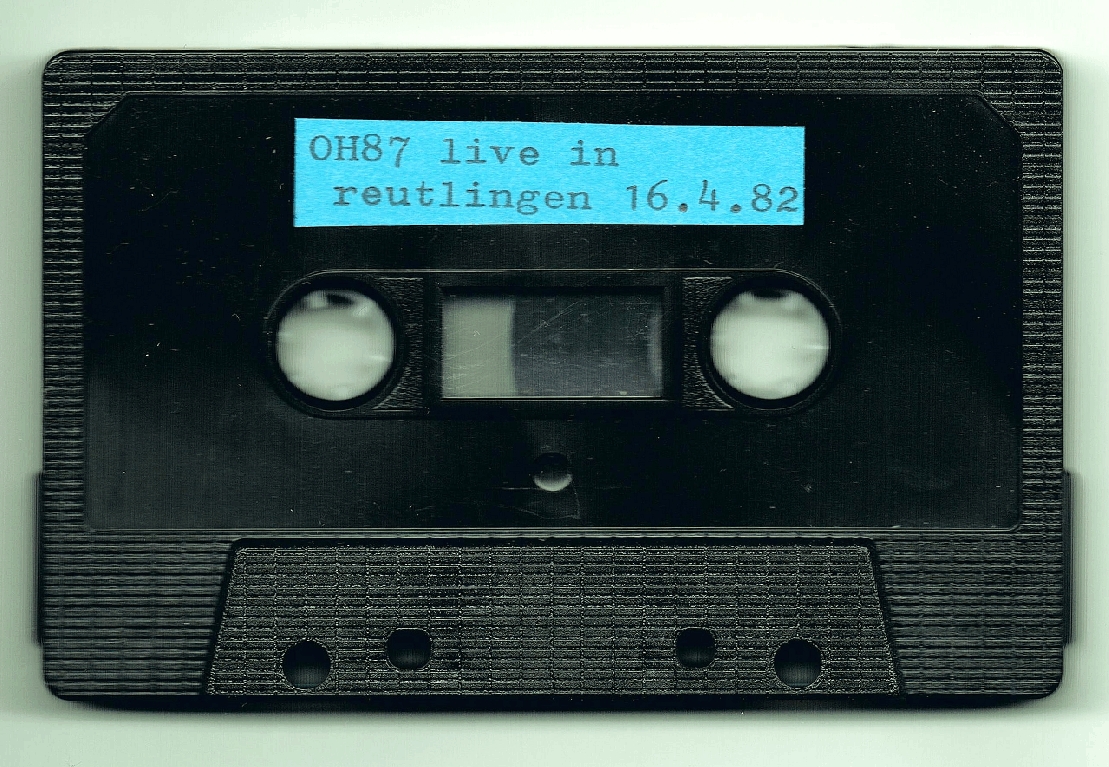 OH87 live in
reutlingen 16.4.82